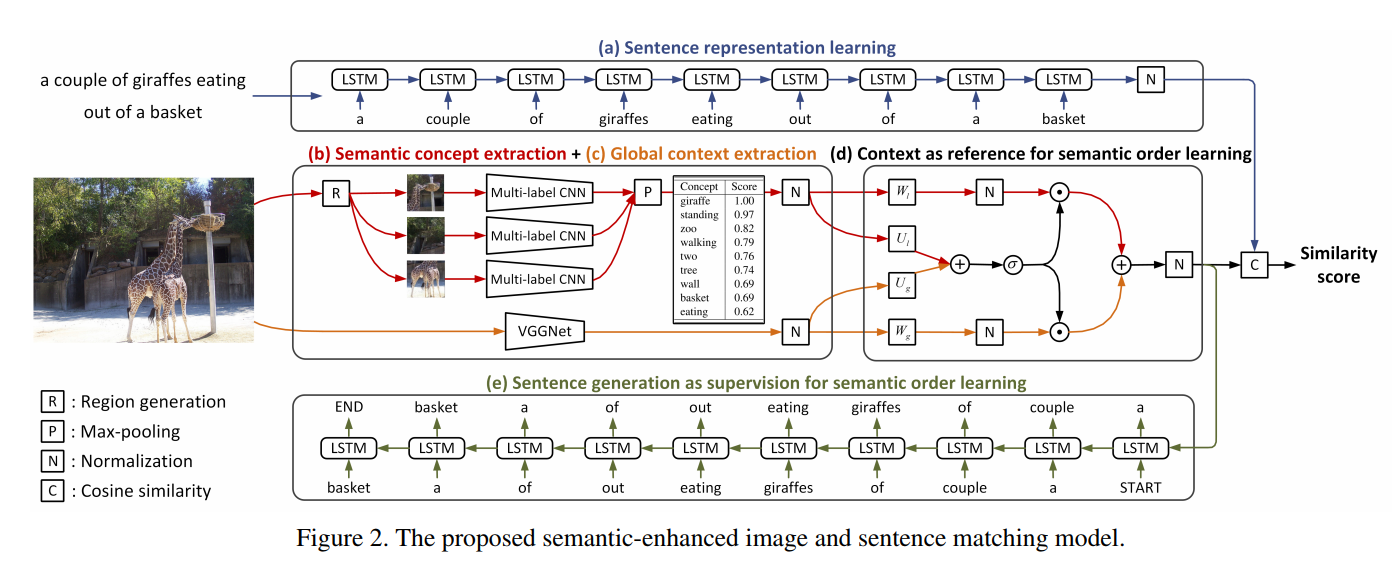 (a) Sentence representation learning
a couple of giraffes eating
out of a basket
LSTM LSTM LSTM LSTM LSTM LSTM LSTM LSTM LSTM N
a couple of giraffes eating out of a basket
(b) Semantic concept extraction + (c) Global context extraction
(d) Context as reference for semantic order learning
R
Multi-label CNN
Multi-label CNN
Multi-label CNN
P
Concept Score
giraffe 1.00
standing 0.97
zoo 0.82
walking 0.79
two 0.76
tree 0.74
wall 0.69
basket 0.69
eating 0.62
N
VGGNet
N
W_l N
U_l
+ σ
U_g
W_g N
+ N C
Similarity
score
(e) Sentence generation as supervision for semantic order learning
END basket a of out eating giraffes of couple a
LSTM LSTM LSTM LSTM LSTM LSTM LSTM LSTM LSTM LSTM
basket a of out eating giraffes of couple a START
R : Region generation
P : Max-pooling
N : Normalization
C : Cosine similarity
Figure 2. The proposed semantic-enhanced image and sentence matching model.